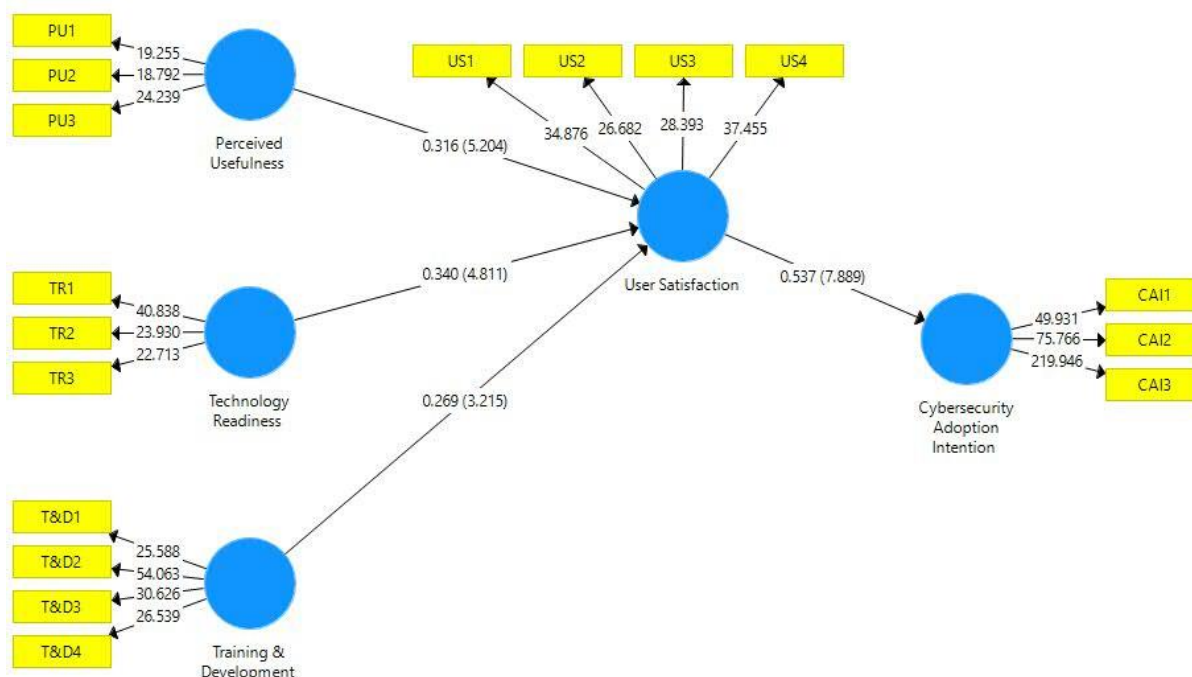 PU1
PU2
PU3
19.255
18.792
24.239
Perceived
Usefulness
US1
US2
US3
US4
34.876
26.682
28.393
37.455
0.316 (5.204)
User Satisfaction
TR1
TR2
TR3
40.838
23.930
22.713
Technology
Readiness
0.340 (4.811)
0.537 (7.889)
CAI1
CAI2
CAI3
49.931
75.766
219.946
Cybersecurity
Adoption
Intention
0.269 (3.215)
T&D1
T&D2
T&D3
T&D4
25.588
54.063
30.626
26.539
Training &
Development